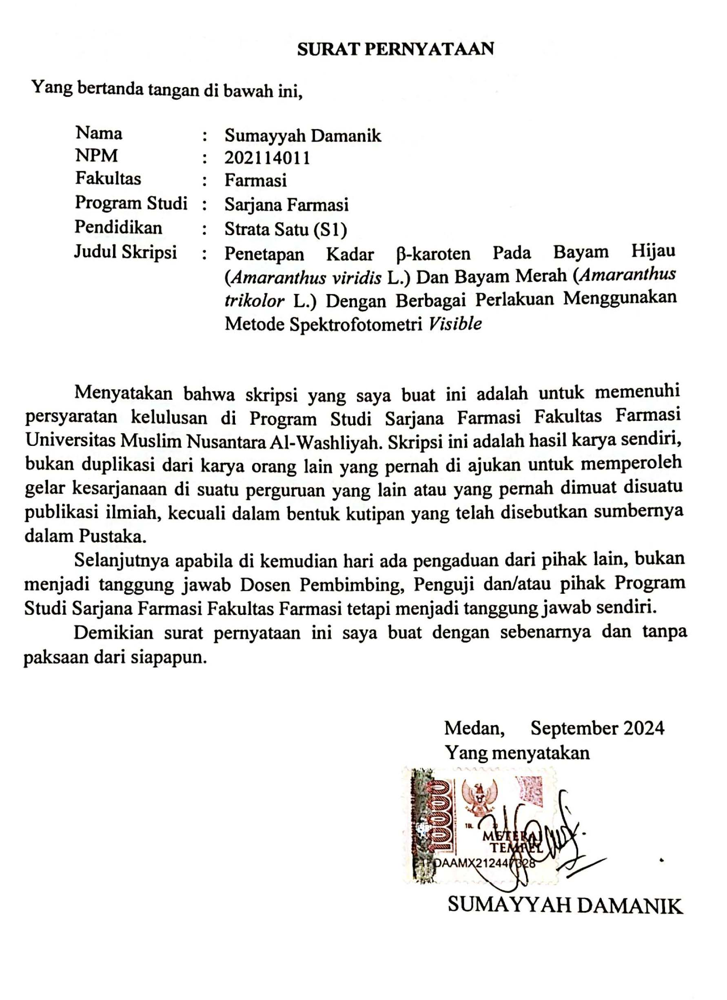 SURAT PERNYATAAN
Yang bertanda tangan di bawah ini,
Nama : Sumayyah Damanik
NPM : 202114011
Fakultas : Farmasi
Program Studi : Sarjana Farmasi
Pendidikan : Strata Satu (S1)
Judul Skripsi : Penetapan Kadar β-karoten Pada Bayam Hijau
(Amaranthus viridis L.) Dan Bayam Merah (Amaranthus
trikolor L.) Dengan Berbagai Perlakuan Menggunakan
Metode Spektrofotometri Visible
Menyatakan bahwa skripsi yang saya buat ini adalah untuk memenuhi
persyaratan kelulusan di Program Studi Sarjana Farmasi Fakultas Farmasi
Universitas Muslim Nusantara Al-Washliyah. Skripsi ini adalah hasil karya sendiri,
bukan duplikasi dari karya orang lain yang pernah di ajukan untuk memperoleh
gelar kesarjanaan di suatu perguruan yang lain atau yang pernah dimuat disuatu
publikasi ilmiah, kecuali dalam bentuk kutipan yang telah disebutkan sumbernya
dalam Pustaka.
Selanjutnya apabila di kemudian hari ada pengaduan dari pihak lain, bukan
menjadi tanggung jawab Dosen Pembimbing, Penguji dan/atau pihak Program
Studi Sarjana Farmasi Fakultas Farmasi tetapi menjadi tanggung jawab sendiri.
Demikian surat pernyataan ini saya buat dengan sebenarnya dan tanpa
paksaan dari siapapun.
Medan, September 2024
Yang menyatakan
10000
TGL. 20
METERAI
TEMPEL
SUMAYYAH DAMANIK